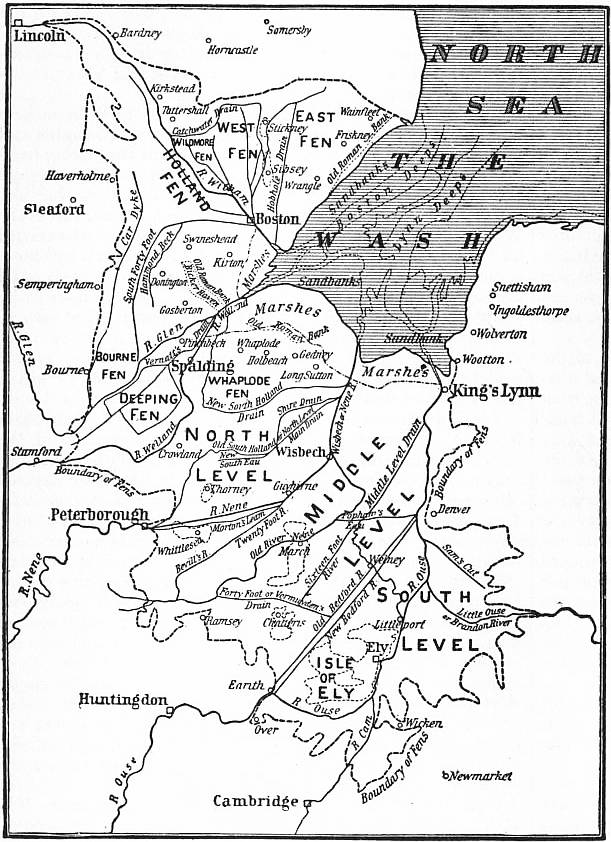 NORTH
SEA
THE
WASH
Lincoln
Bardney
Somersby
Horncastle
Kirkstead
Tattershall
Catchwater Drain
WILDMORE
FEN
WEST
FEN
EAST
FEN
Wainfleet
Friskney
Stickney
Sibsey
Wrangle
Hobhole Drain
Old Roman Bank
HOLLAND
FEN
R. Witham
Boston
Sandbanks
Boston Deeps
Lynn Deeps
Haverholme
Sleaford
Car Dyke
South Forty Foot
Hammond Beck
Swineshead
Kirton
Marshes
Donington
Old Roman Bank
Bicker Haven
Semperingham
Gosberton
R. Glen
R. Glen
Vernatt's Drain
Pinchbeck
R. Welland
Sandbanks
Marshes
Old Roman Bank
Snettisham
Ingoldesthorpe
Wolverton
Wootton
Sandbank
Marshes
King's Lynn
Bourne
BOURNE
FEN
Spalding
Whaplode
Holbeach
Gedney
Long Sutton
WHAPLODE
FEN
DEEPING
FEN
New South Holland
Drain
Shire Drain
or North Level
Main Drain
Old South Holland
New
South Eau
NORTH
LEVEL
Stamford
R. Welland
Crowland
Boundary of Fens
Wisbech
Wisbech or Nene R.
Thorney
Guyhirne
Peterborough
R. Nene
Morton's Leam
Whittlesea
Twenty Foot R.
Bevill's R.
Old River Nene
March
R. Nene
MIDDLE
LEVEL
Middle Level Drain
Popham's
Eau
Sixteen Foot
River
Boundary of Fens
Denver
Sam's Cut
Welney
Forty Foot or Vermuyden's
Drain
Ramsey
Chatteris
Old Bedford R.
New Bedford R.
R. Ouse
SOUTH
LEVEL
Little Ouse
or Brandon River
Littleport
Ely
ISLE
OF
ELY
Huntingdon
Earith
Over
R. Ouse
R. Cam
Wicken
Boundary of Fens
R. Ouse
Newmarket
Cambridge